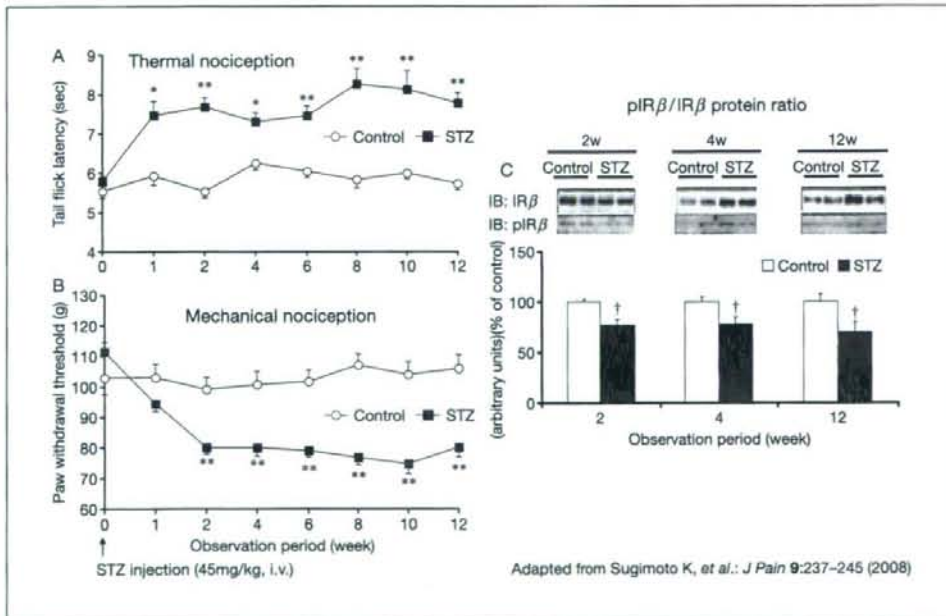 A
Thermal nociception
Tail flick latency (sec)
9
8
7
6
5
4
* ** * ** ** ** **
Control STZ
0 1 2 4 6 8 10 12
B
Mechanical nociception
Paw withdrawal threshold (g)
130
110
100
90
80
70
60
Control STZ
** ** ** ** ** **
0 1 2 4 6 8 10 12
Observation period (week)
STZ injection (45mg/kg, i.v.)
pIRβ/IRβ protein ratio
2w 4w 12w
C
Control STZ Control STZ Control STZ
IB: IRβ
IB: pIRβ
(arbitrary units)(% of control)
150
100
50
0
Control STZ
† † †
2 4 12
Observation period (week)
Adapted from Sugimoto K, et al.: J Pain 9:237–245 (2008)